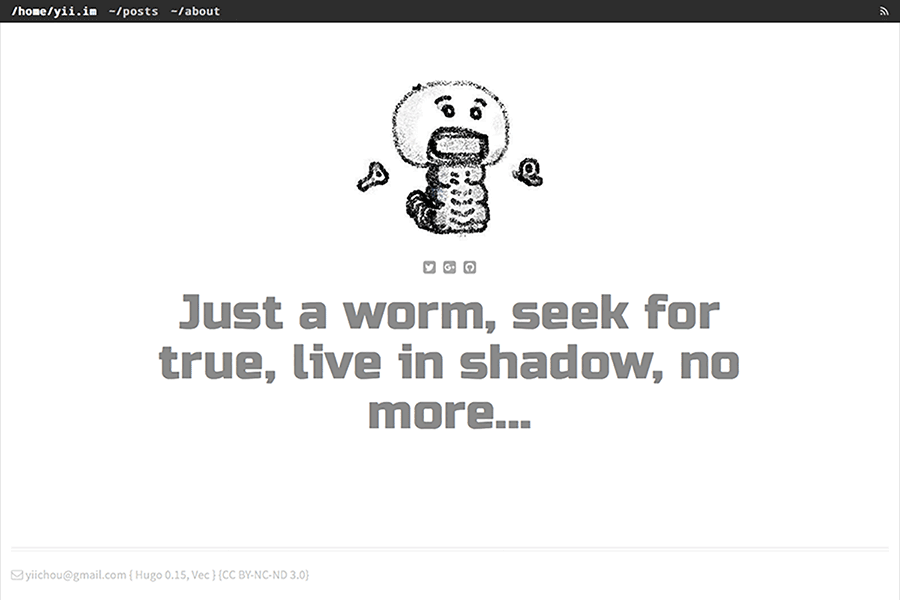 /home/yii.im ~/posts ~/about
Just a worm, seek for
true, live in shadow, no
more...
yiichou@gmail.com { Hugo 0.15, Vec } {CC BY-NC-ND 3.0}